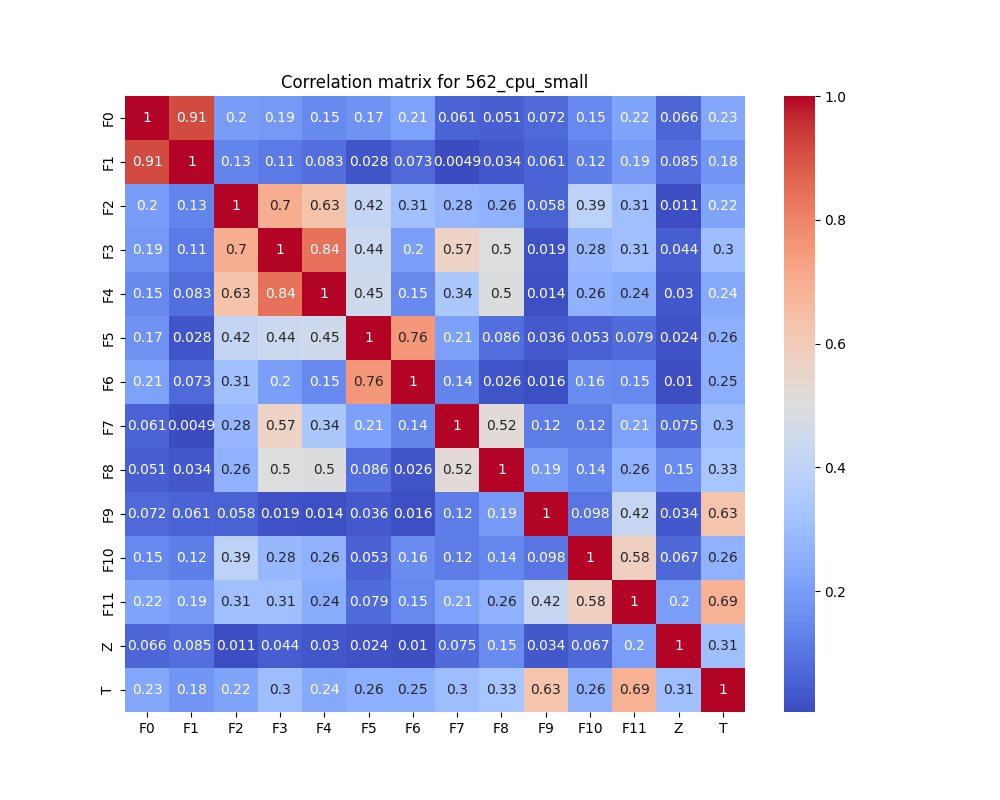 Correlation matrix for 562_cpu_small
F0 1 0.91 0.2 0.19 0.15 0.17 0.21 0.061 0.051 0.072 0.15 0.22 0.066 0.23
F1 0.91 1 0.13 0.11 0.083 0.028 0.073 0.0049 0.034 0.061 0.12 0.19 0.085 0.18
F2 0.2 0.13 1 0.7 0.63 0.42 0.31 0.28 0.26 0.058 0.39 0.31 0.011 0.22
F3 0.19 0.11 0.7 1 0.84 0.44 0.2 0.57 0.5 0.019 0.28 0.31 0.044 0.3
F4 0.15 0.083 0.63 0.84 1 0.45 0.15 0.34 0.5 0.014 0.26 0.24 0.03 0.24
F5 0.17 0.028 0.42 0.44 0.45 1 0.76 0.21 0.086 0.036 0.053 0.079 0.024 0.26
F6 0.21 0.073 0.31 0.2 0.15 0.76 1 0.14 0.026 0.016 0.16 0.15 0.01 0.25
F7 0.061 0.0049 0.28 0.57 0.34 0.21 0.14 1 0.52 0.12 0.12 0.21 0.075 0.3
F8 0.051 0.034 0.26 0.5 0.5 0.086 0.026 0.52 1 0.19 0.14 0.26 0.15 0.33
F9 0.072 0.061 0.058 0.019 0.014 0.036 0.016 0.12 0.19 1 0.098 0.42 0.034 0.63
F10 0.15 0.12 0.39 0.28 0.26 0.053 0.16 0.12 0.14 0.098 1 0.58 0.067 0.26
F11 0.22 0.19 0.31 0.31 0.24 0.079 0.15 0.21 0.26 0.42 0.58 1 0.2 0.69
Z 0.066 0.085 0.011 0.044 0.03 0.024 0.01 0.075 0.15 0.034 0.067 0.2 1 0.31
T 0.23 0.18 0.22 0.3 0.24 0.26 0.25 0.3 0.33 0.63 0.26 0.69 0.31 1
F0 F1 F2 F3 F4 F5 F6 F7 F8 F9 F10 F11 Z T
1.0
0.8
0.6
0.4
0.2